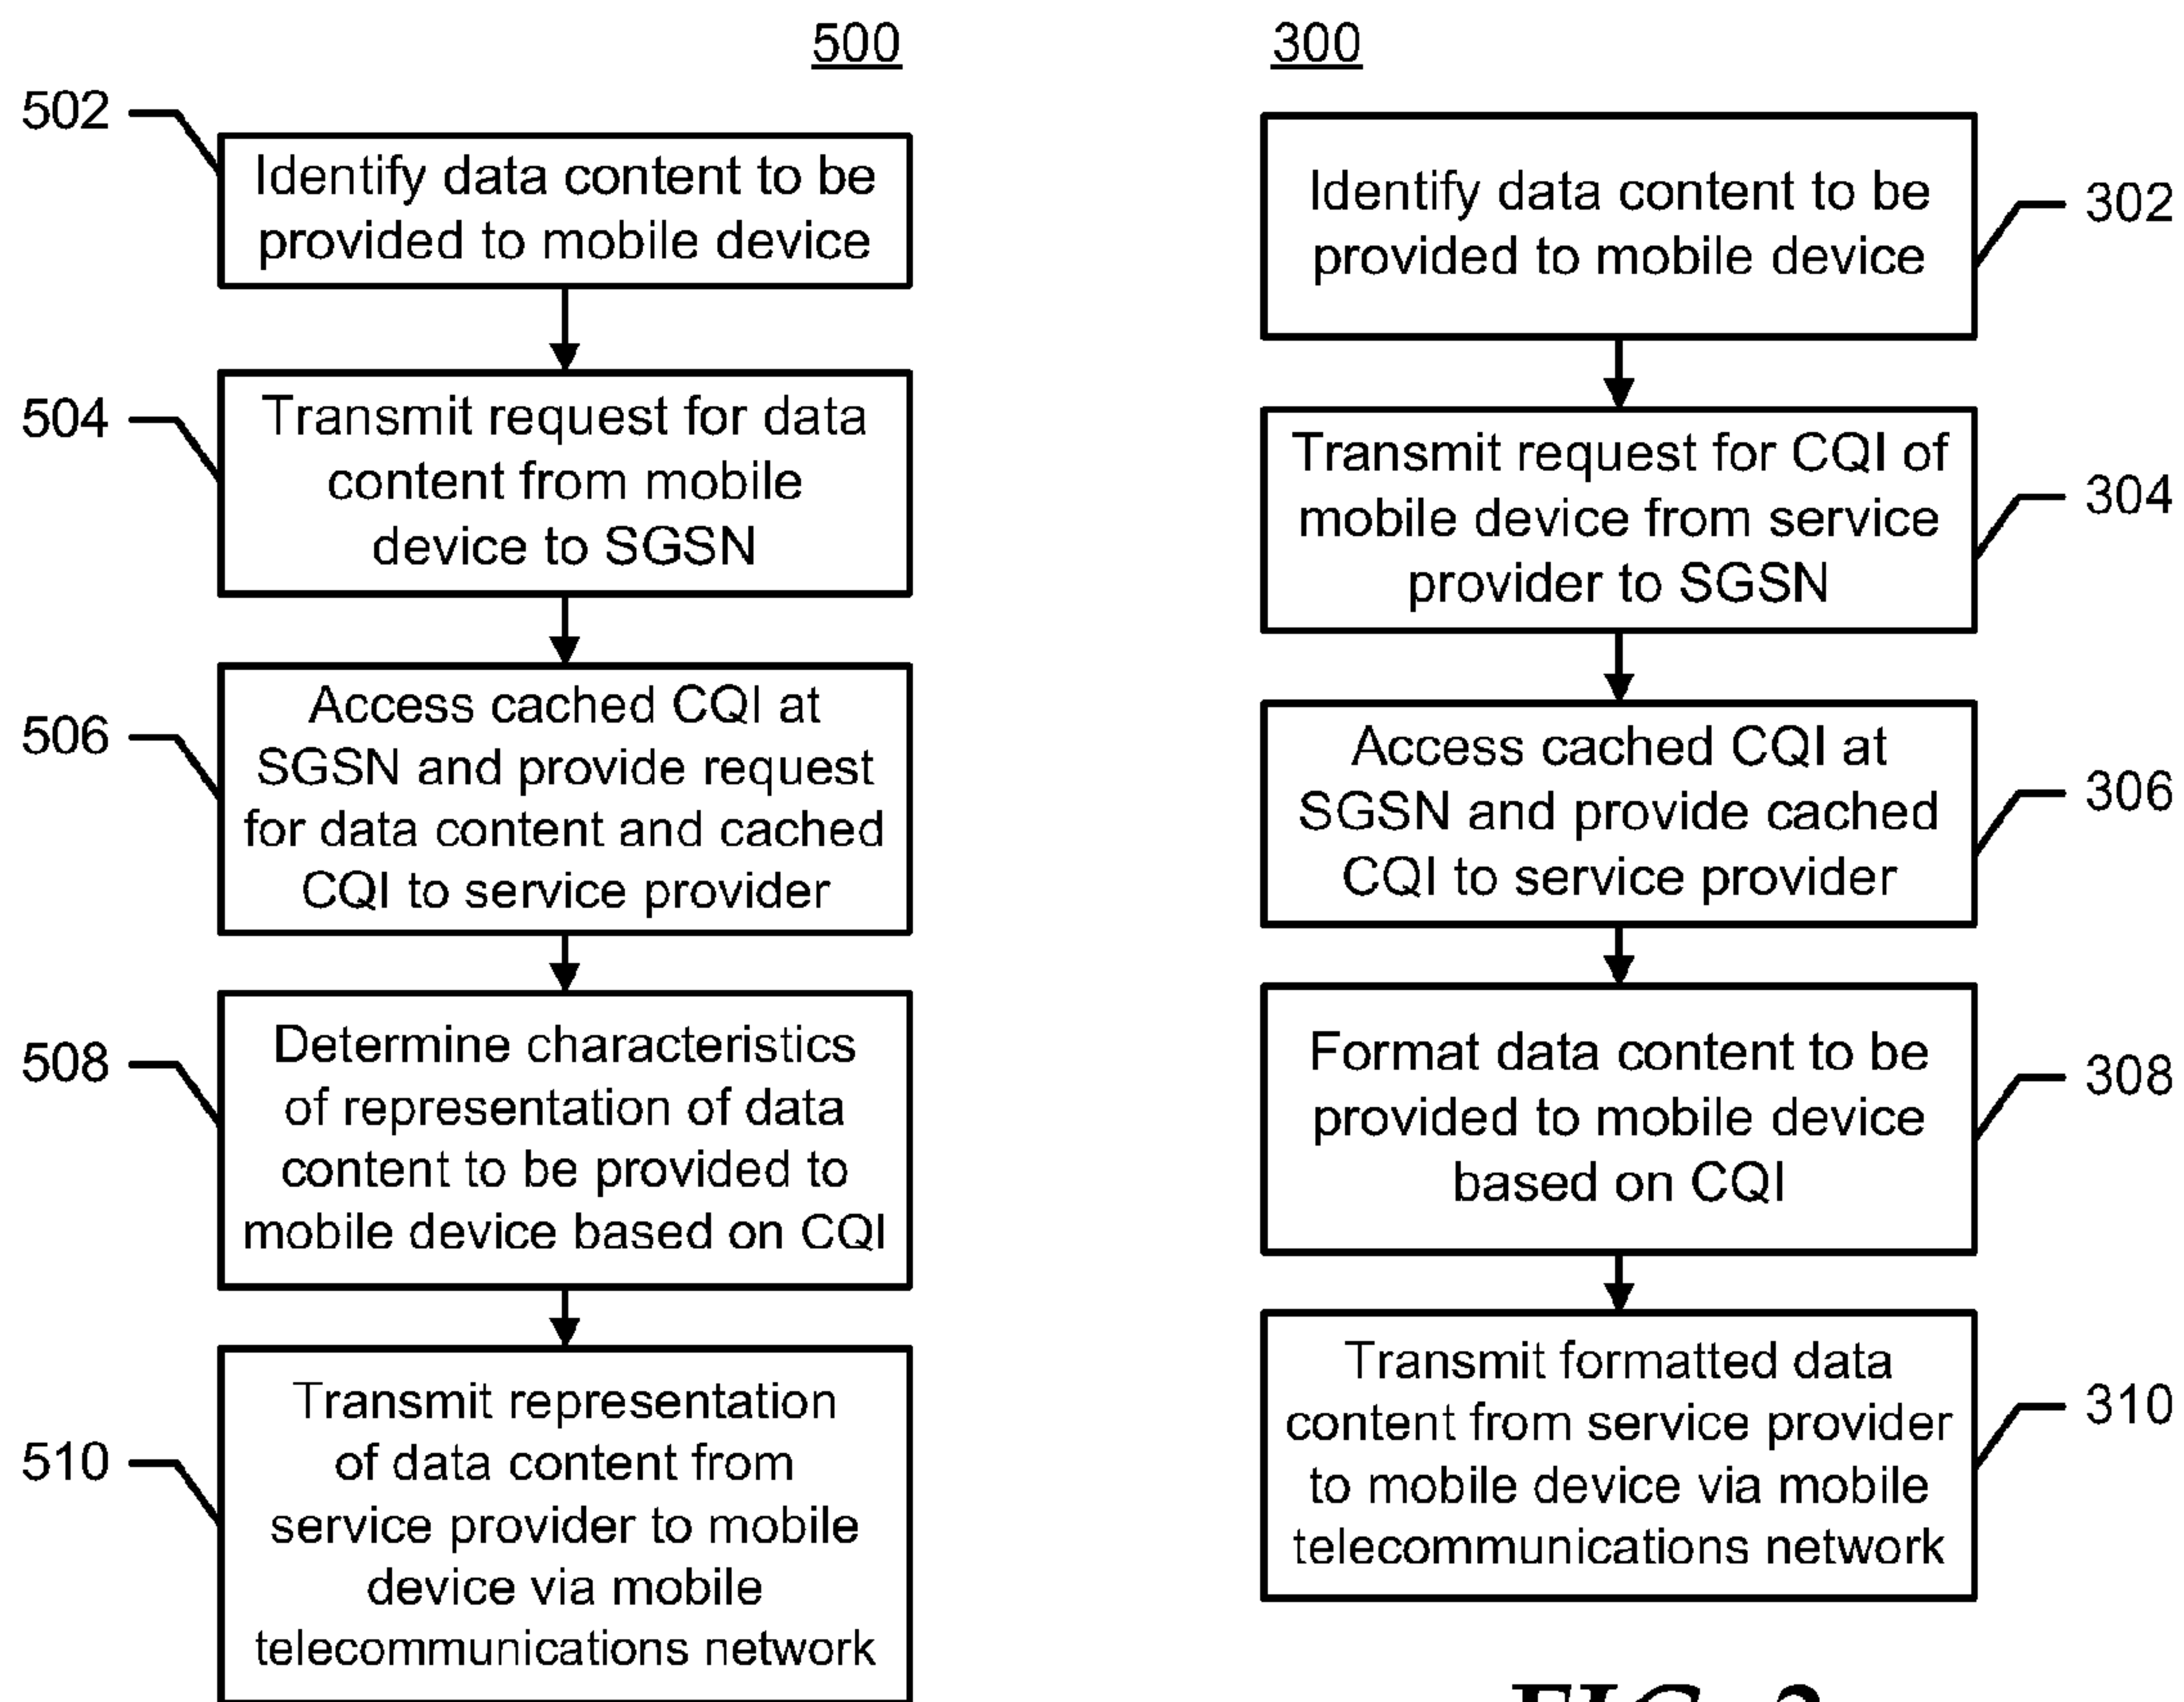 500
502
Identify data content to be
provided to mobile device
504
Transmit request for data
content from mobile
device to SGSN
506
Access cached CQI at
SGSN and provide request
for data content and cached
CQI to service provider
508
Determine characteristics
of representation of data
content to be provided to
mobile device based on CQI
510
Transmit representation
of data content from
service provider to mobile
device via mobile
telecommunications network
300
Identify data content to be
provided to mobile device
302
Transmit request for CQI of
mobile device from service
provider to SGSN
304
Access cached CQI at
SGSN and provide cached
CQI to service provider
306
Format data content to be
provided to mobile device
based on CQI
308
Transmit formatted data
content from service provider
to mobile device via mobile
telecommunications network
310
FIG.